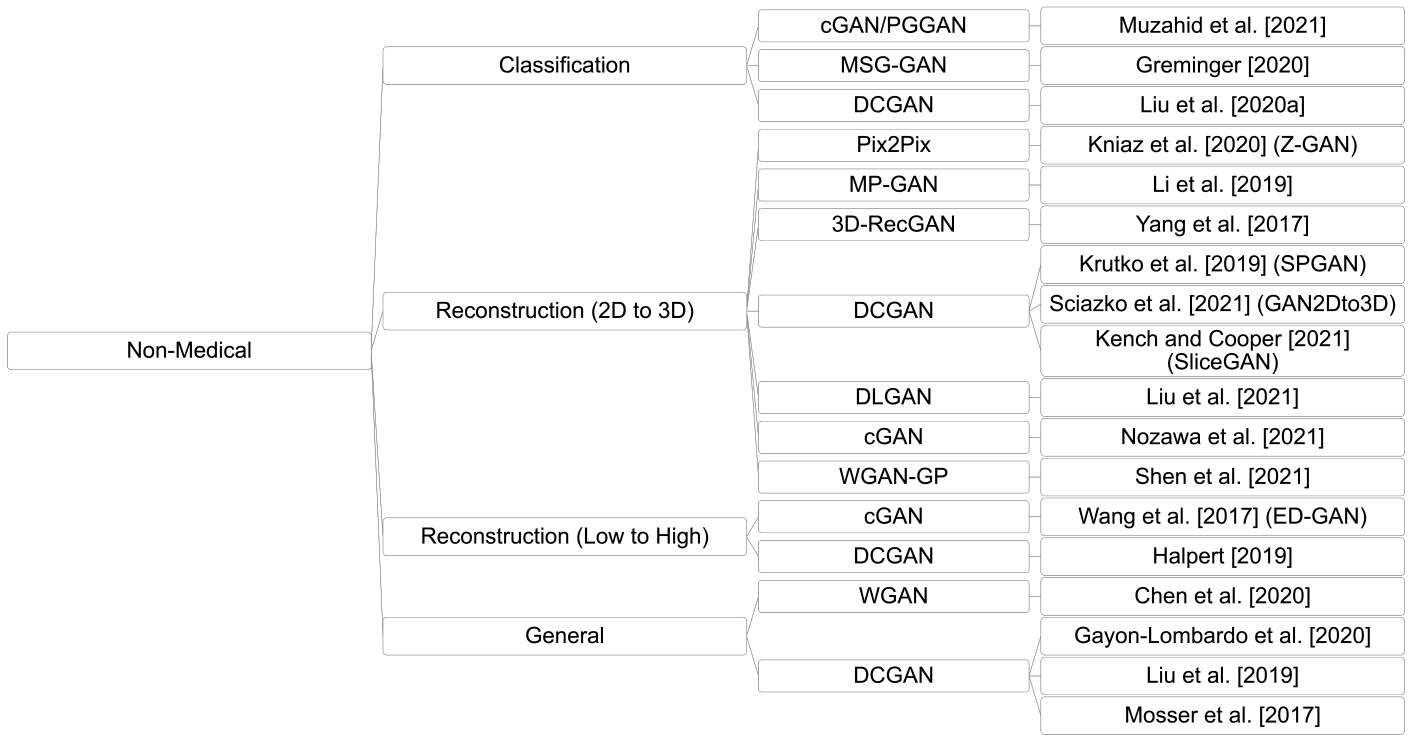 Non-Medical
Classification
cGAN/PGGAN
Muzahid et al. [2021]
MSG-GAN
Greminger [2020]
DCGAN
Liu et al. [2020a]
Reconstruction (2D to 3D)
Pix2Pix
Kniaz et al. [2020] (Z-GAN)
MP-GAN
Li et al. [2019]
3D-RecGAN
Yang et al. [2017]
DCGAN
Krutko et al. [2019] (SPGAN)
Sciazko et al. [2021] (GAN2Dto3D)
Kench and Cooper [2021]
(SliceGAN)
DLGAN
Liu et al. [2021]
cGAN
Nozawa et al. [2021]
WGAN-GP
Shen et al. [2021]
Reconstruction (Low to High)
cGAN
Wang et al. [2017] (ED-GAN)
DCGAN
Halpert [2019]
General
WGAN
Chen et al. [2020]
DCGAN
Gayon-Lombardo et al. [2020]
Liu et al. [2019]
Mosser et al. [2017]